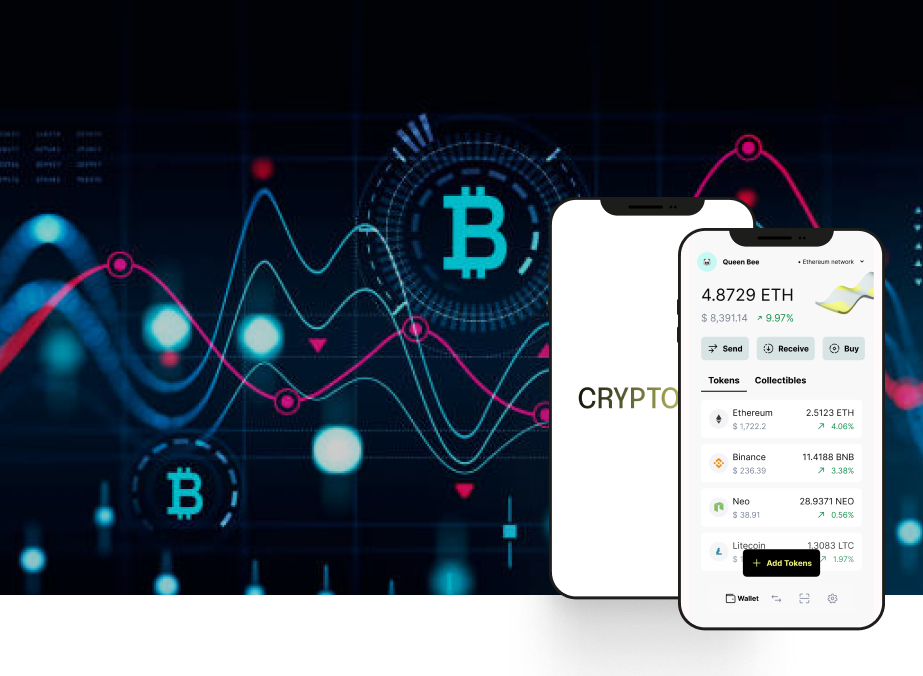 CRYPTO
Queen Bee
• Ethereum network
4.8729 ETH
$ 8,391.14 ↗ 9.97%
Send Receive Buy
Tokens Collectibles
Ethereum 2.5123 ETH
$ 1,722.2 ↗ 4.06%
Binance 11.4188 BNB
$ 236.39 ↗ 3.38%
Neo 28.9371 NEO
$ 38.91 ↗ 0.56%
Litecoin 1.3083 LTC
↗ 1.97%
+ Add Tokens
Wallet